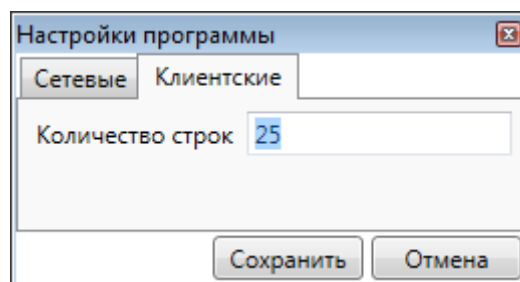 Настройки программы
Сетевые Клиентские
Количество строк 25
Сохранить Отмена